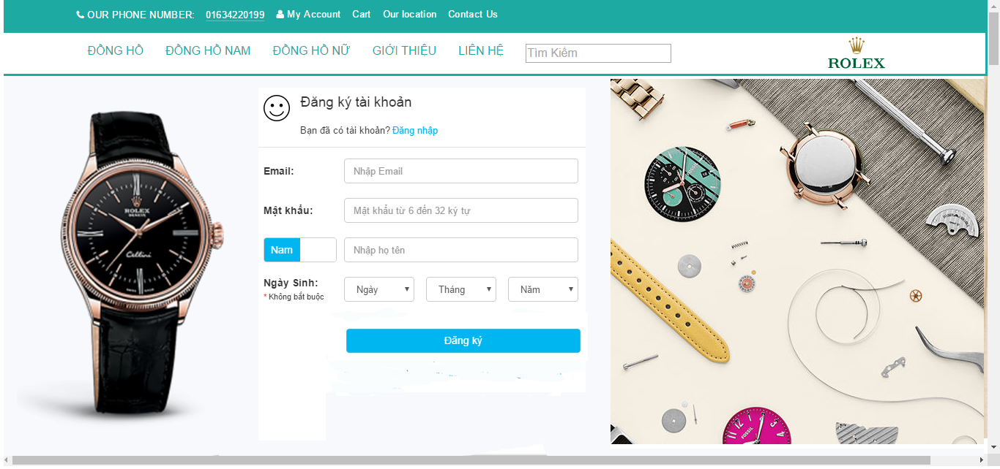 OUR PHONE NUMBER: 01634220199 My Account Cart Our location Contact Us
ĐỒNG HỒ ĐỒNG HỒ NAM ĐỒNG HỒ NỮ GIỚI THIỆU LIÊN HỆ Tìm Kiếm
ROLEX
Đăng ký tài khoản
Bạn đã có tài khoản? Đăng nhập
Email: Nhập Email
Mật khẩu: Mật khẩu từ 6 đến 32 ký tự
Nam Nhập họ tên
Ngày Sinh: Ngày Tháng Năm
* Không bắt buộc
Đăng ký
ROLEX
GENEVE
Cellini
FOSSIL
FOSSIL